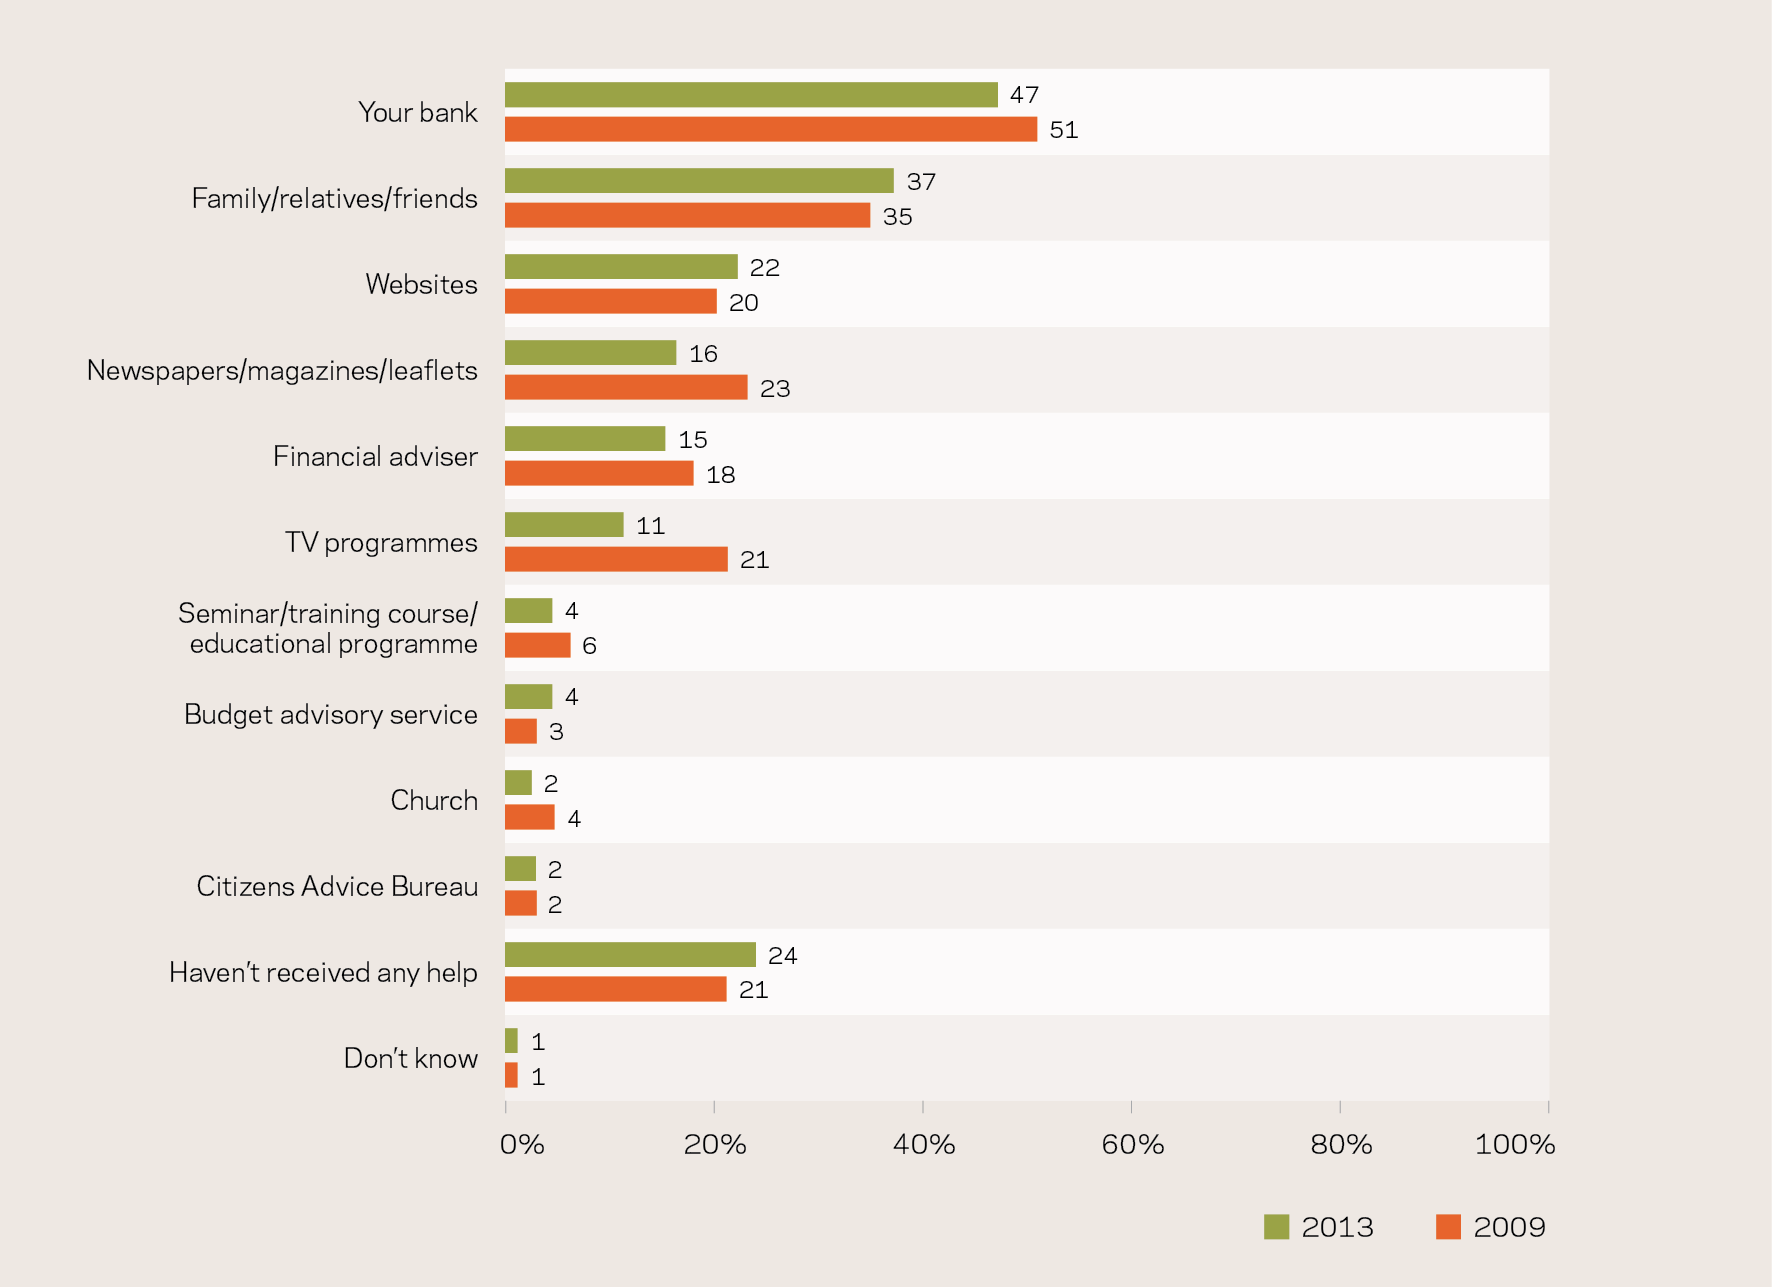 Your bank
47
51
Family/relatives/friends
37
35
Websites
22
20
Newspapers/magazines/leaflets
16
23
Financial adviser
15
18
TV programmes
11
21
Seminar/training course/
educational programme
4
6
Budget advisory service
4
3
Church
2
4
Citizens Advice Bureau
2
2
Haven’t received any help
24
21
Don’t know
1
1
0% 20% 40% 60% 80% 100%
2013 2009